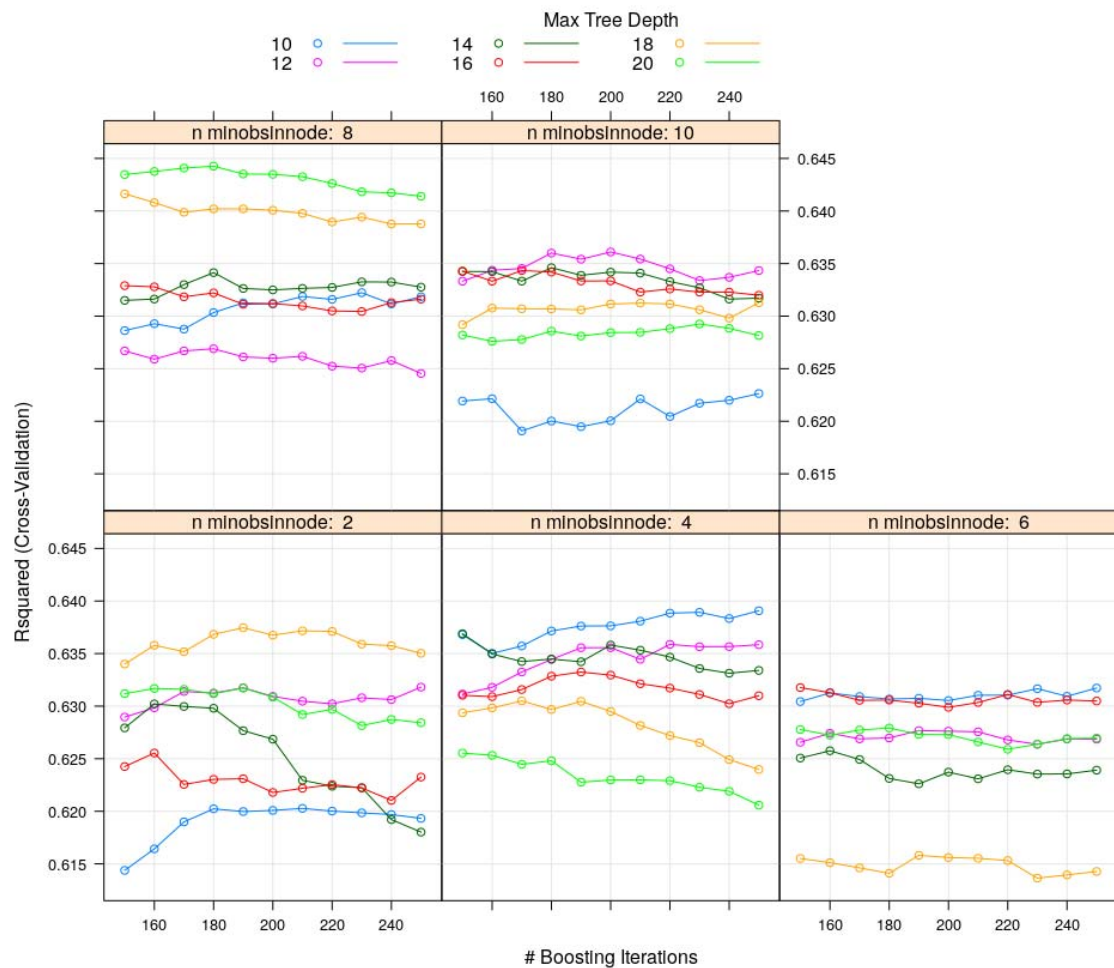 Max Tree Depth
10 14 18
12 16 20
160 180 200 220 240
n minobsinnode: 8 n minobsinnode: 10
0.645
0.640
0.635
0.630
0.625
0.620
0.615
n minobsinnode: 2 n minobsinnode: 4 n minobsinnode: 6
0.645
0.640
0.635
0.630
0.625
0.620
0.615
Rsquared (Cross-Validation)
160 180 200 220 240 160 180 200 220 240
# Boosting Iterations